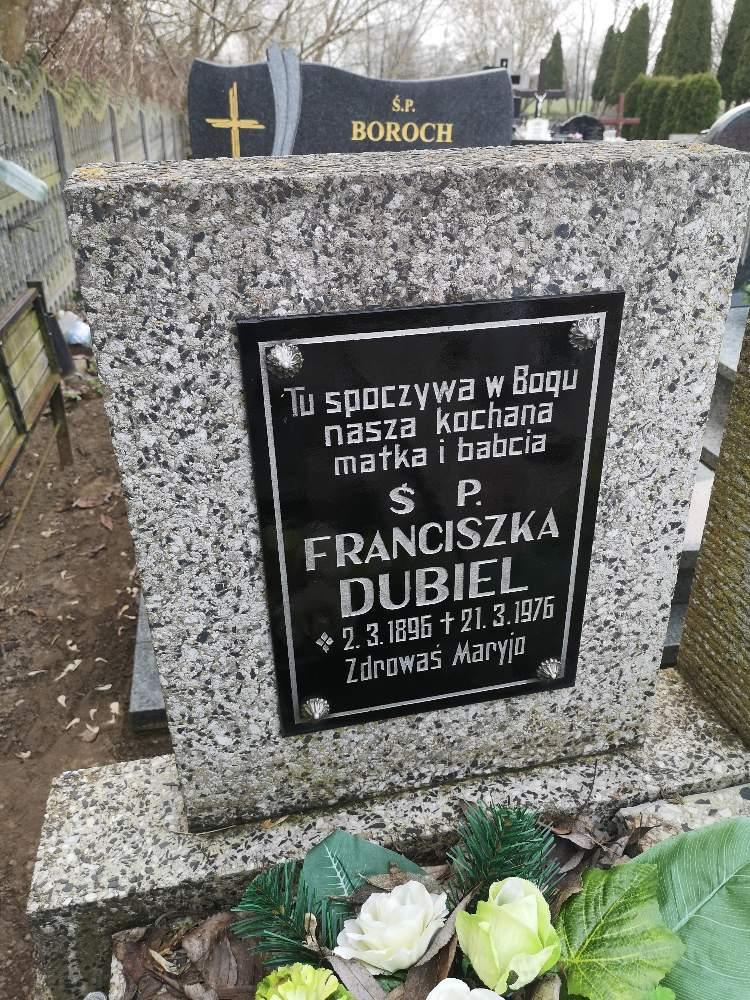 Ś.P.
BOROCH
Tu spoczywa w Bogu
nasza kochana
matka i babcia
Ś P.
FRANCISZKA
DUBIEL
2.3.1896 † 21.3.1976
Zdrowaś Maryjo